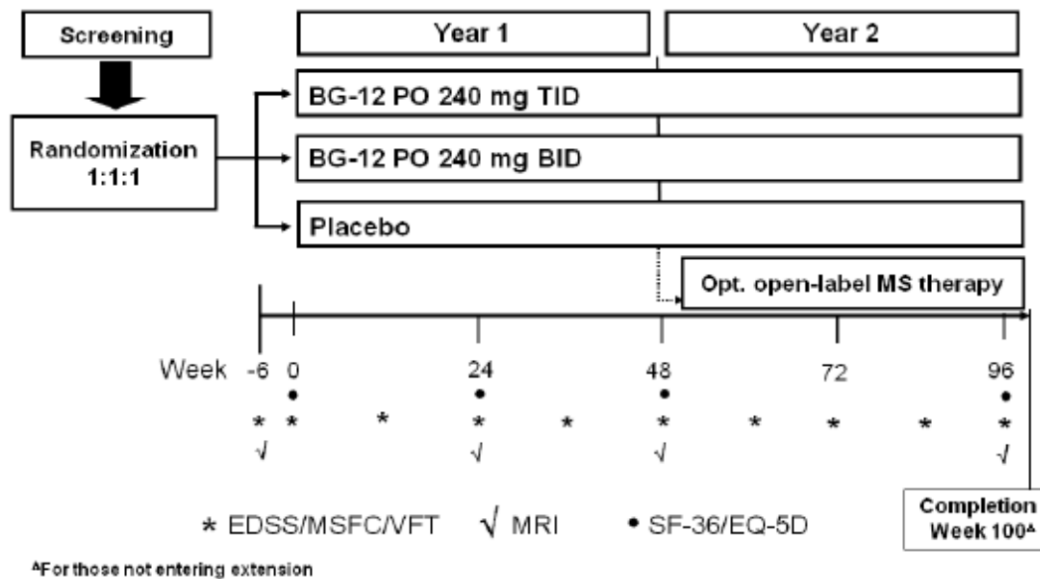 Screening
Year 1
Year 2
BG-12 PO 240 mg TID
Randomization
1:1:1
BG-12 PO 240 mg BID
Placebo
Opt. open-label MS therapy
Week -6 0 24 48 72 96
• • • •
* * * * * * * * * *
√ √ √ √
* EDSS/MSFC/VFT √ MRI • SF-36/EQ-5D
Completion
Week 100Δ
ΔFor those not entering extension